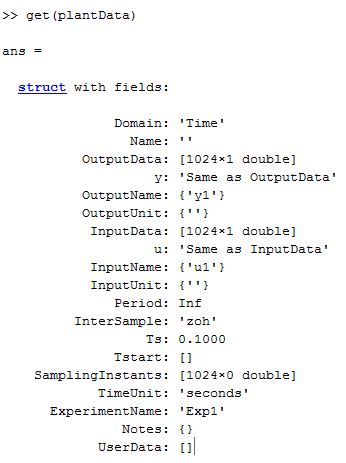 >> get(plantData)
ans =
struct with fields:
Domain: 'Time'
Name: ''
OutputData: [1024×1 double]
y: 'Same as OutputData'
OutputName: {'y1'}
OutputUnit: {''}
InputData: [1024×1 double]
u: 'Same as InputData'
InputName: {'u1'}
InputUnit: {''}
Period: Inf
InterSample: 'zoh'
Ts: 0.1000
Tstart: []
SamplingInstants: [1024×0 double]
TimeUnit: 'seconds'
ExperimentName: 'Exp1'
Notes: {}
UserData: []